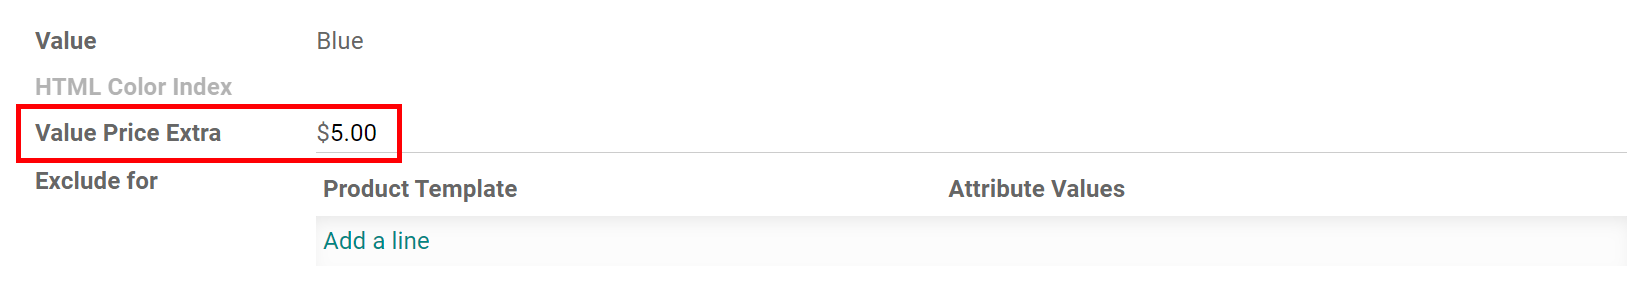 Value Blue
HTML Color Index
Value Price Extra $5.00
Exclude for
Product Template Attribute Values
Add a line